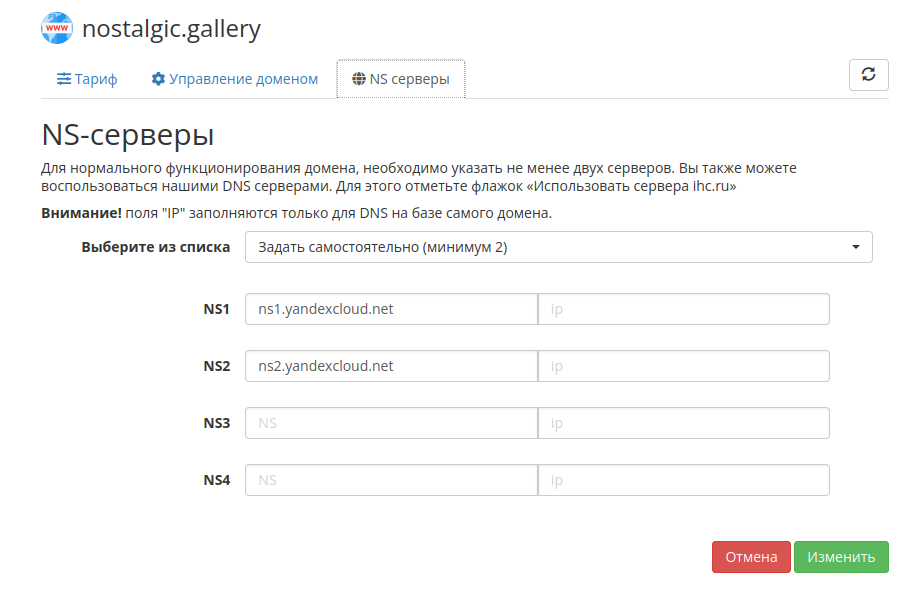 www nostalgic.gallery
Тариф Управление доменом NS серверы
NS-серверы
Для нормального функционирования домена, необходимо указать не менее двух серверов. Вы также можете
воспользоваться нашими DNS серверами. Для этого отметьте флажок «Использовать сервера ihc.ru»
Внимание! поля "IP" заполняются только для DNS на базе самого домена.
Выберите из списка Задать самостоятельно (минимум 2)
NS1 ns1.yandexcloud.net ip
NS2 ns2.yandexcloud.net ip
NS3 NS ip
NS4 NS ip
Отмена Изменить